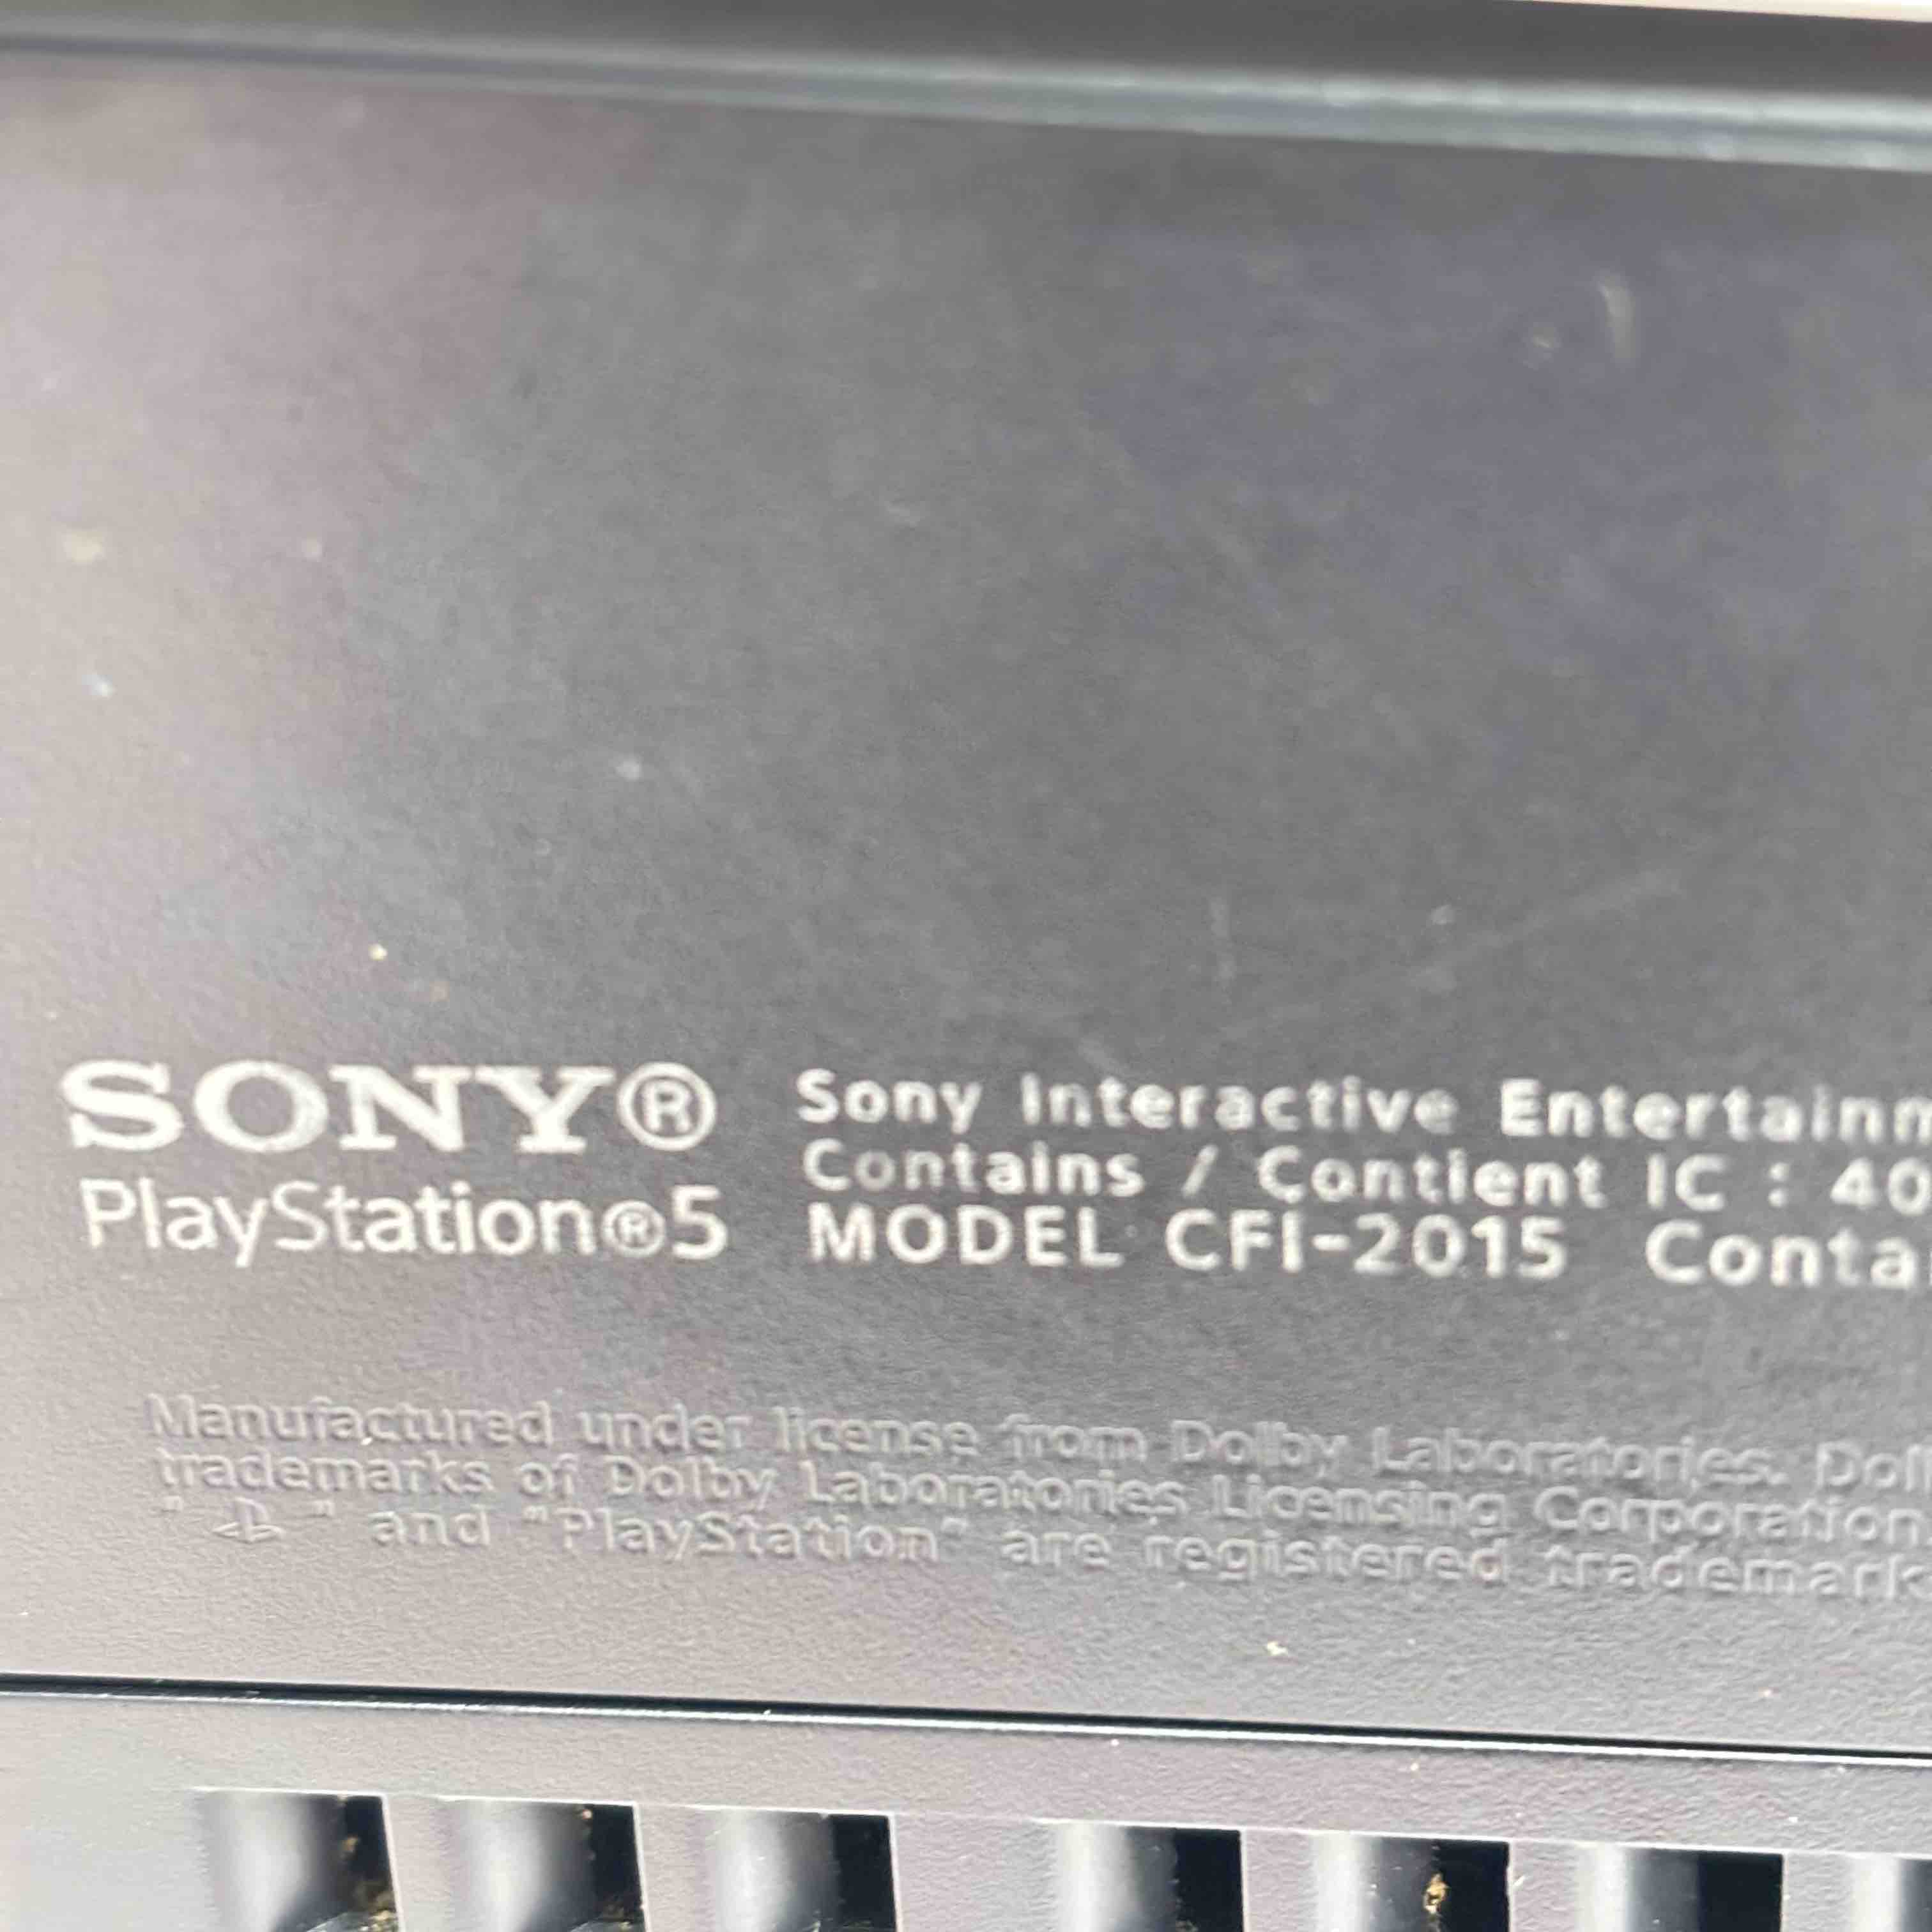 SONY®
PlayStation®5
Sony Interactive Entertainm
Contains / Contient IC : 40
MODEL CFI-2015 Contai
Manufactured under license from Dolby Laboratories. Dol
trademarks of Dolby Laboratories Licensing Corporation.
" " and "PlayStation" are registered trademark